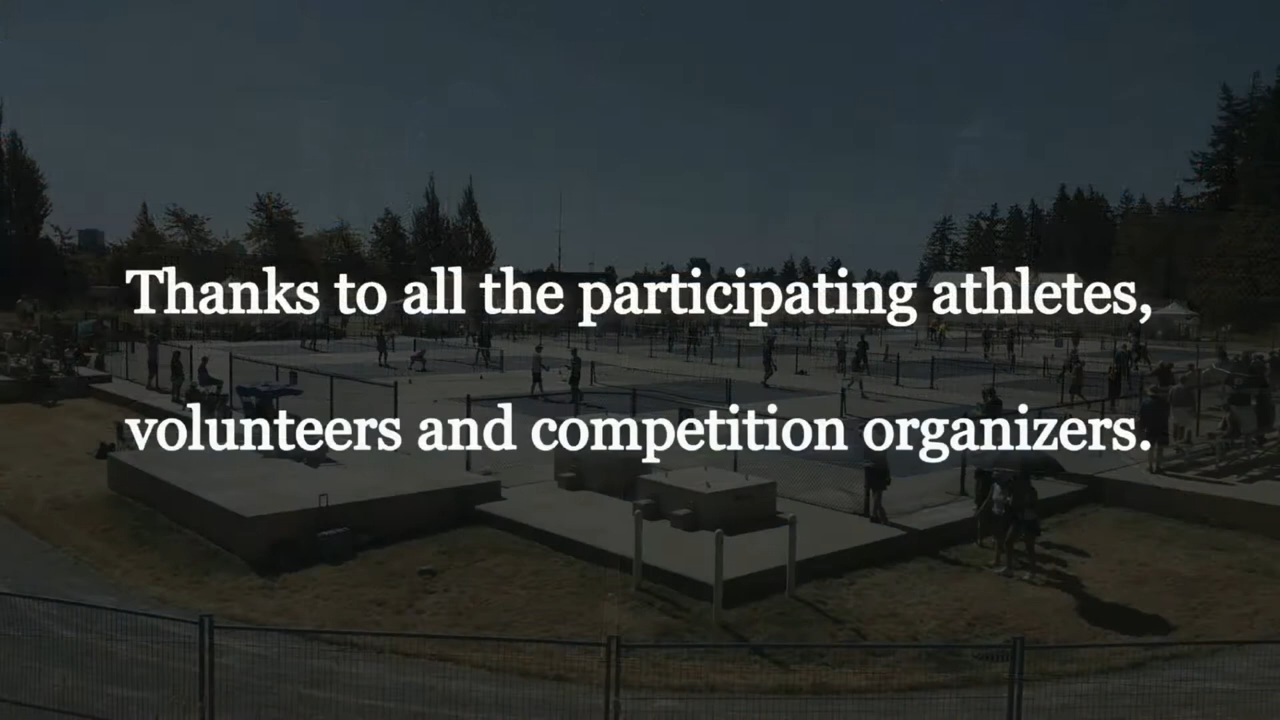 Thanks to all the participating athletes,
volunteers and competition organizers.